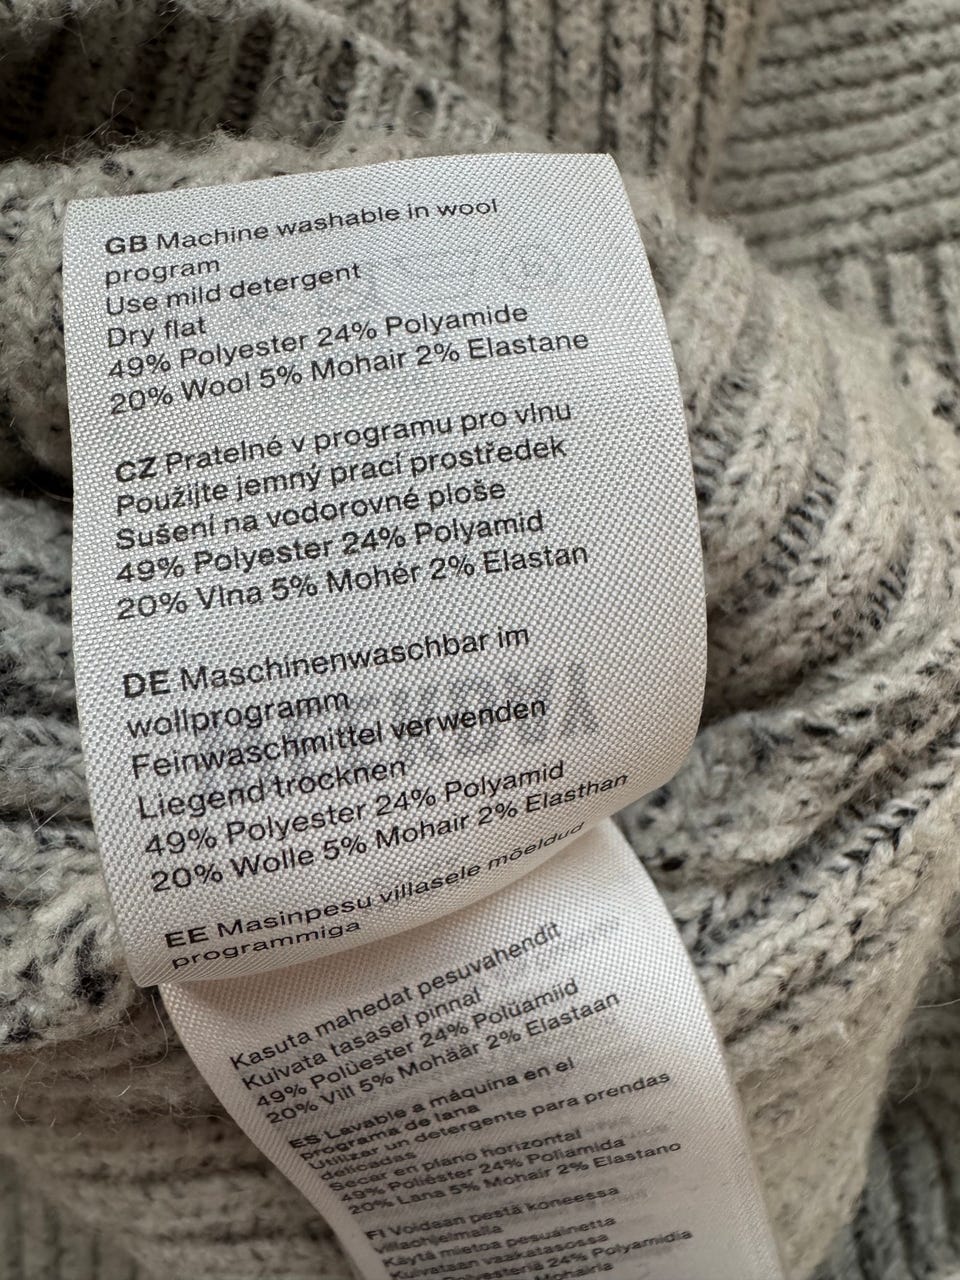 GB Machine washable in wool
program
Use mild detergent
Dry flat
49% Polyester 24% Polyamide
20% Wool 5% Mohair 2% Elastane
CZ Pratelné v programu pro vlnu
Použijte jemný prací prostředek
Sušení na vodorovné ploše
49% Polyester 24% Polyamid
20% Vlna 5% Mohér 2% Elastan
DE Maschinenwaschbar im
wollprogramm
Feinwaschmittel verwenden
Liegend trocknen
49% Polyester 24% Polyamid
20% Wolle 5% Mohair 2% Elasthan
EE Masinpesu villasele mõeldud
programmiga
Kasuta mahedat pesuvahendit
Kuivata tasasel pinnal
49% Polüester 24% Polüamiid
20% Vill 5% Mohäär 2% Elastaan
ES Lavable a máquina en el
programa de lana
Utilizar un detergente para prendas
delicadas
Secar en plano horizontal
49% Poliéster 24% Poliamida
20% Lana 5% Mohair 2% Elastano
FI Voidaan pestä koneessa
villaohjelmalla
Käytä mietoa pesuainetta
Kuivataan vaakatasossa
24% Polyamidia